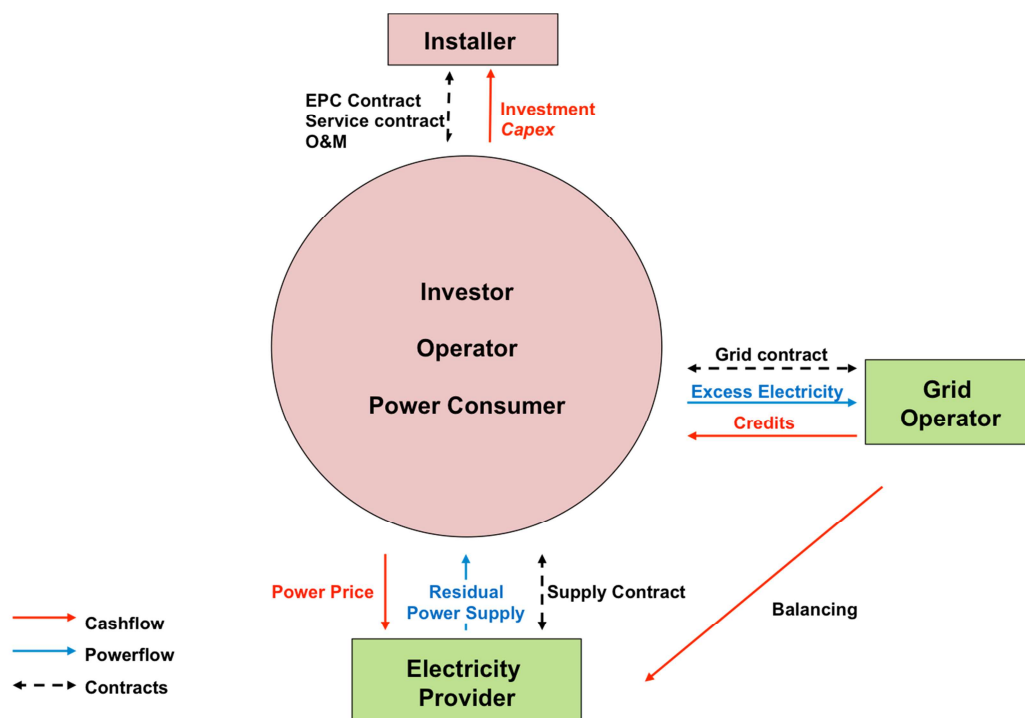 Installer
EPC Contract
Service contract
O&M
Investment
Capex
Investor
Operator
Power Consumer
Grid contract
Excess Electricity
Credits
Grid
Operator
Power Price
Residual
Power Supply
Supply Contract
Balancing
Electricity
Provider
Cashflow
Powerflow
Contracts